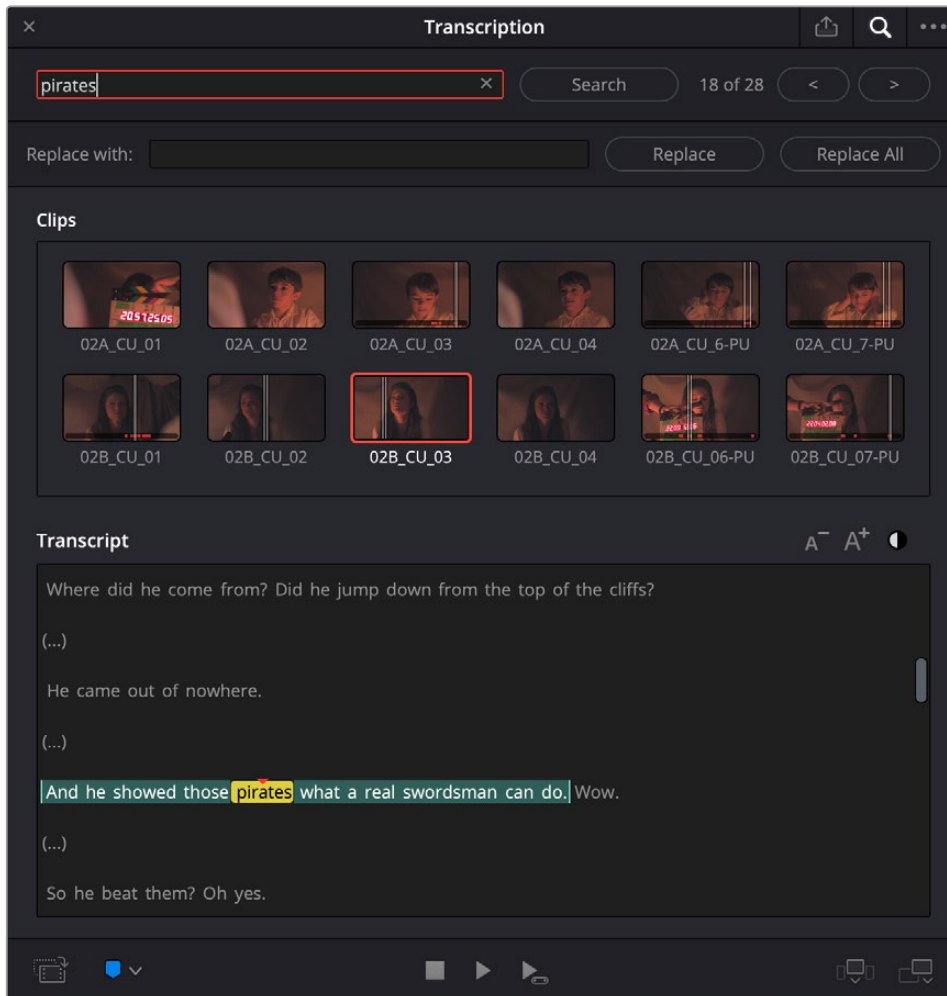 Transcription
pirates
Search
18 of 28
<
>
Replace with:
Replace
Replace All
Clips
02A_CU_01
02A_CU_02
02A_CU_03
02A_CU_04
02A_CU_6-PU
02A_CU_7-PU
02B_CU_01
02B_CU_02
02B_CU_03
02B_CU_04
02B_CU_06-PU
02B_CU_07-PU
Transcript
A⁻ A⁺
Where did he come from? Did he jump down from the top of the cliffs?
(...)
He came out of nowhere.
(...)
And he showed those pirates what a real swordsman can do. Wow.
(...)
So he beat them? Oh yes.